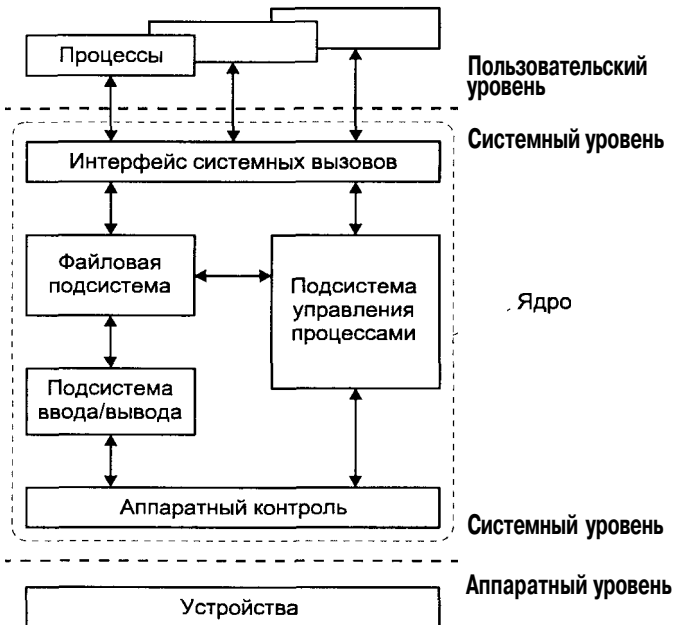 Процессы
Пользовательский
уровень
Системный уровень
Интерфейс системных вызовов
Файловая
подсистема
Подсистема
управления
процессами
Ядро
Подсистема
ввода/вывода
Аппаратный контроль
Системный уровень
Аппаратный уровень
Устройства